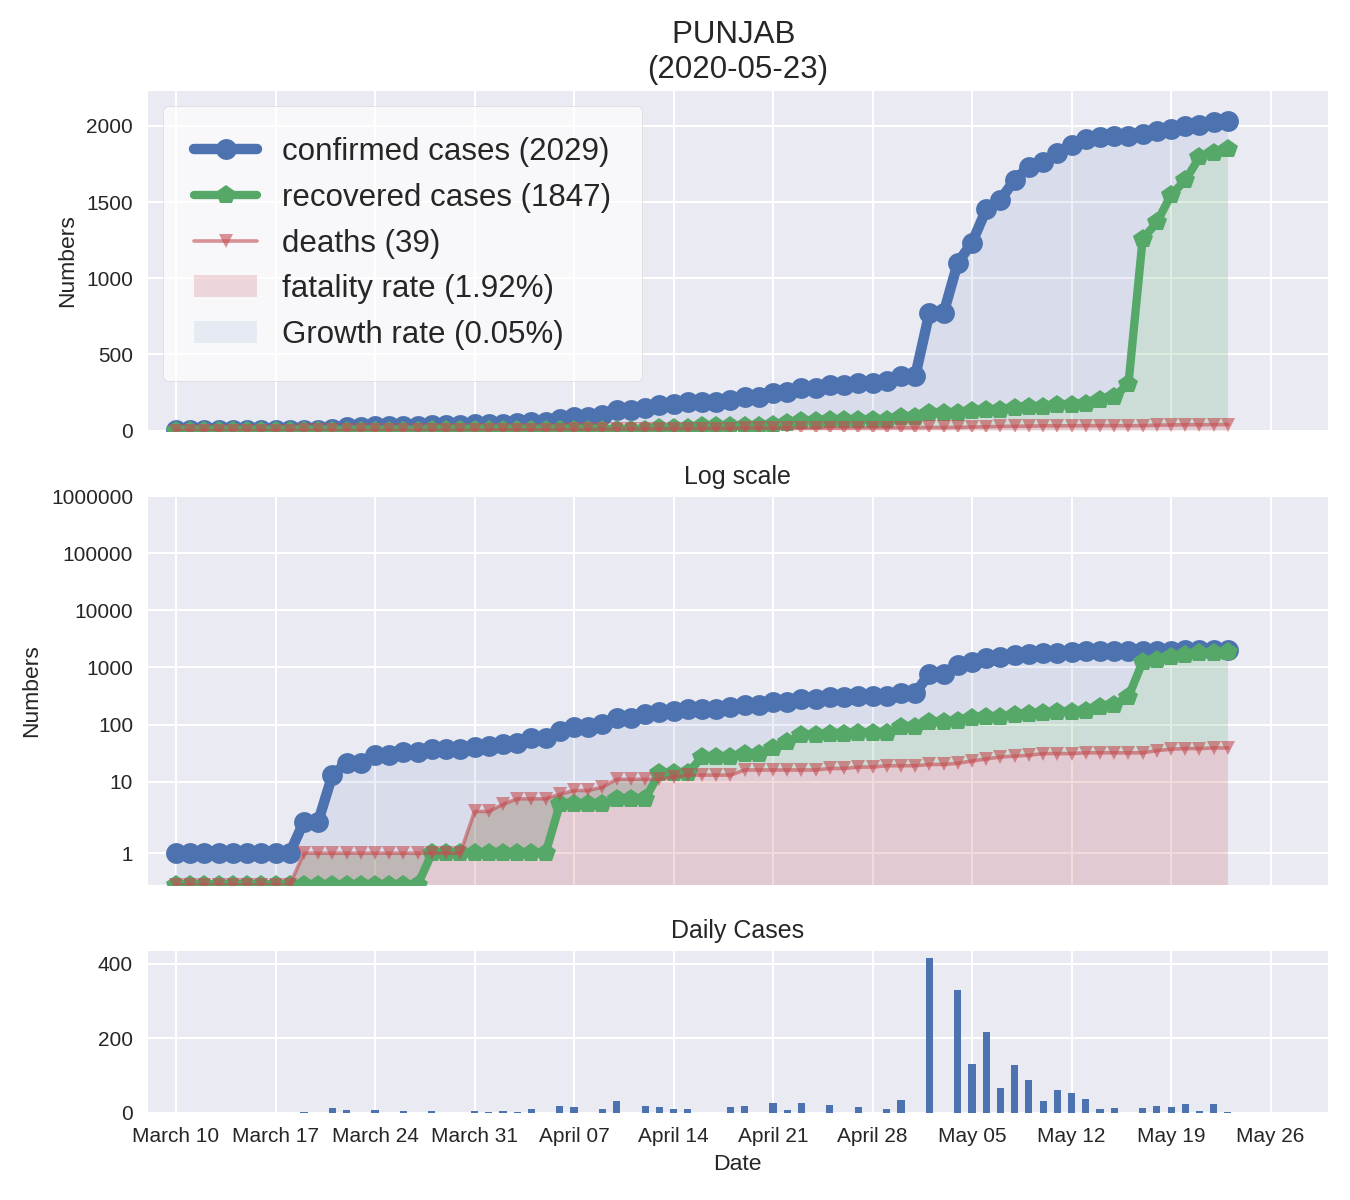 PUNJAB
(2020-05-23)
2000
1500
1000
500
0
Numbers
confirmed cases (2029)
recovered cases (1847)
deaths (39)
fatality rate (1.92%)
Growth rate (0.05%)
Log scale
1000000
100000
10000
1000
100
10
1
Numbers
Daily Cases
400
200
0
March 10 March 17 March 24 March 31 April 07 April 14 April 21 April 28 May 05 May 12 May 19 May 26
Date